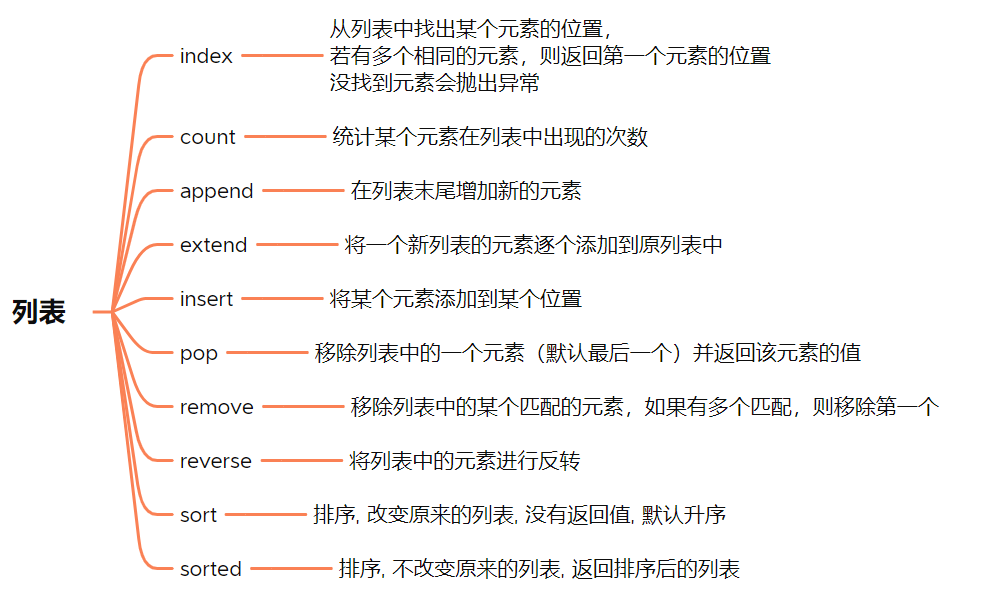 列表
index
从列表中找出某个元素的位置，
若有多个相同的元素，则返回第一个元素的位置
没找到元素会抛出异常
count
统计某个元素在列表中出现的次数
append
在列表末尾增加新的元素
extend
将一个新列表的元素逐个添加到原列表中
insert
将某个元素添加到某个位置
pop
移除列表中的一个元素（默认最后一个）并返回该元素的值
remove
移除列表中的某个匹配的元素，如果有多个匹配，则移除第一个
reverse
将列表中的元素进行反转
sort
排序, 改变原来的列表, 没有返回值, 默认升序
sorted
排序, 不改变原来的列表, 返回排序后的列表